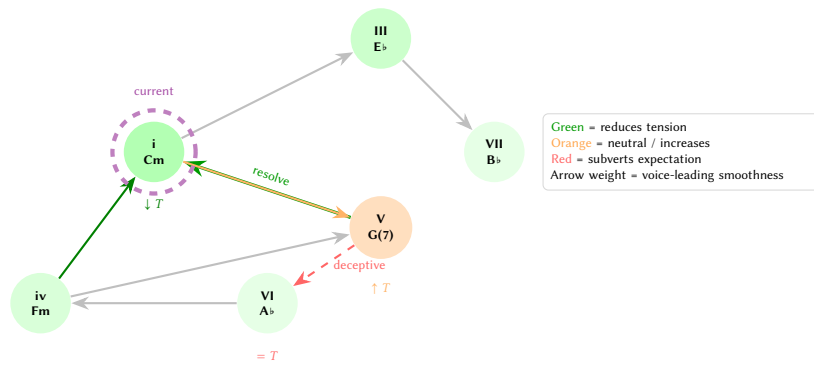 III
E♭
current
i
Cm
VII
B♭
Green = reduces tension
Orange = neutral / increases
Red = subverts expectation
Arrow weight = voice-leading smoothness
resolve
↓ T
V
G(7)
deceptive
↑ T
iv
Fm
VI
A♭
= T